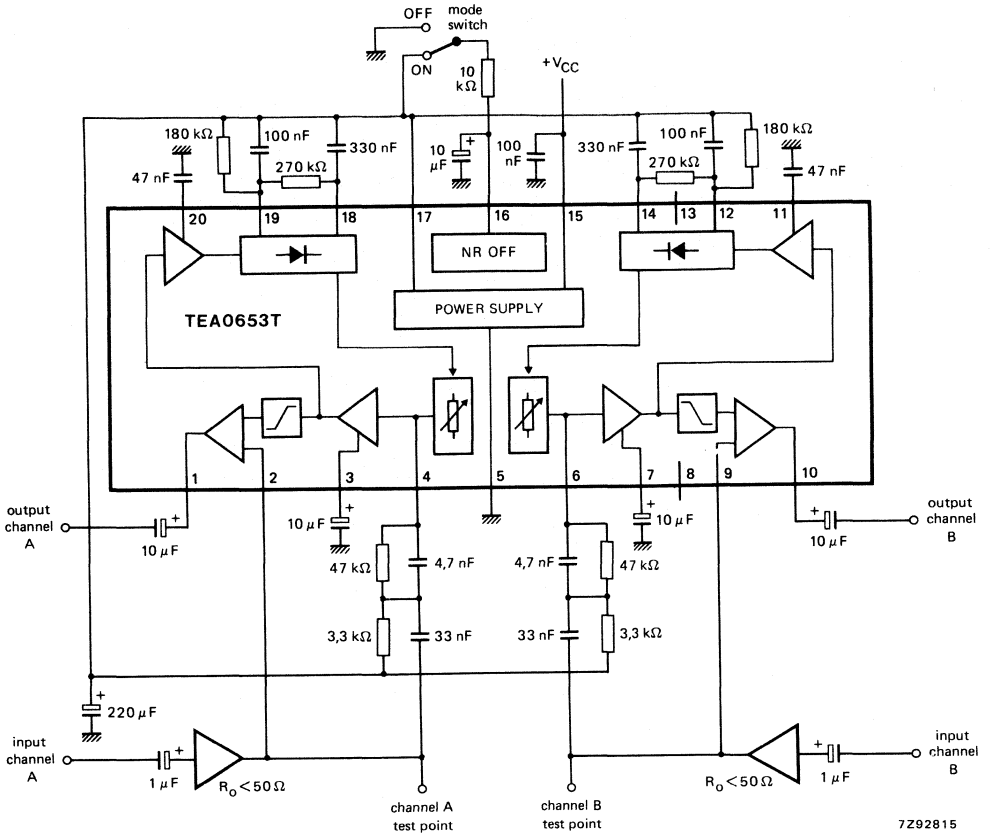 OFF
mode
switch
ON
10
kΩ
+VCC
180 kΩ
100 nF
330 nF
47 nF
270 kΩ
+
10
μF
100
nF
330 nF
100 nF
180 kΩ
270 kΩ
47 nF
20
19
18
17
16
15
14
13
12
11
NR OFF
POWER SUPPLY
TEA0653T
1
2
3
4
5
6
7
8
9
10
output
channel
A
+
10 μF
10 μF
+
+
10 μF
+
10 μF
output
channel
B
47 kΩ
4,7 nF
4,7 nF
47 kΩ
3,3 kΩ
33 nF
33 nF
3,3 kΩ
+
220 μF
input
channel
A
+
1 μF
Ro<50Ω
Ro<50Ω
+
1 μF
input
channel
B
channel A
test point
channel B
test point
7Z92815